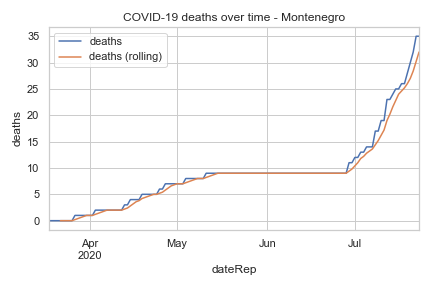 COVID-19 deaths over time - Montenegro
deaths
deaths (rolling)
35
30
25
20
15
10
5
0
deaths
Apr
2020
May
Jun
Jul
dateRep